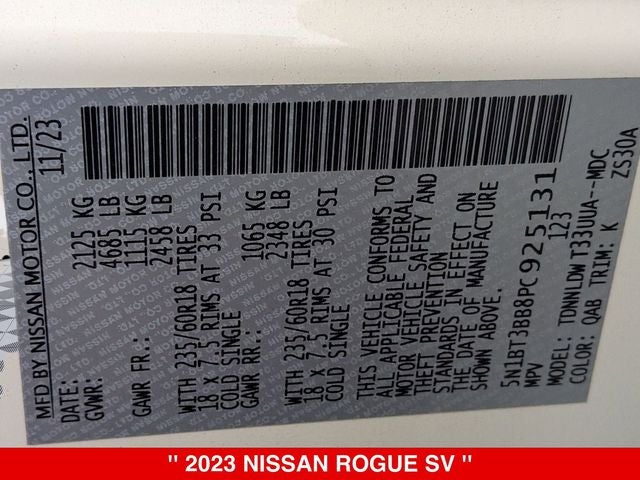 MFD BY NISSAN MOTOR CO., LTD.
DATE: 11/23
GVWR: 2125 KG
4685 LB
GAWR FR.: 1115 KG
2458 LB
WITH 235/60R18 TIRES
18 x 7.5 RIMS AT 33 PSI
COLD SINGLE
GAWR RR.: 1065 KG
2348 LB
WITH 235/60R18 TIRES
18 x 7.5 RIMS AT 30 PSI
COLD SINGLE
THIS VEHICLE CONFORMS TO
ALL APPLICABLE FEDERAL
MOTOR VEHICLE SAFETY AND
THEFT PREVENTION
STANDARDS IN EFFECT ON
THE DATE OF MANUFACTURE
SHOWN ABOVE.
5N1BT3BB8PC925131
MPV 123
MODEL: TDNNLDW T33UUA--MDC
COLOR: QAB TRIM: K ZS30A
" 2023 NISSAN ROGUE SV "